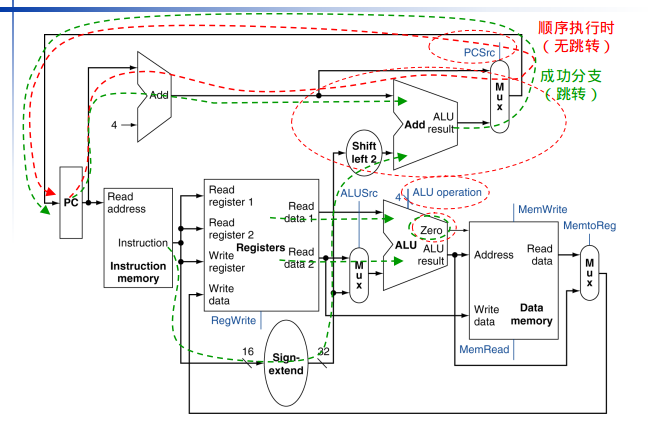 顺序执行时
（无跳转）
PCSrc
成功分支
（跳转）
Add
4
M
u
x
Add
ALU
result
Shift
left 2
PC
Read
address
Instruction
Instruction
memory
Read
register 1
Read
register 2
Write
register
Write
data
Registers
Read
data 1
Read
data 2
RegWrite
16
Sign-
extend
32
ALUSrc
M
u
x
4
ALU operation
Zero
ALU
ALU
result
MemWrite
Address
Read
data
Write
data
Data
memory
MemRead
MemtoReg
M
u
x